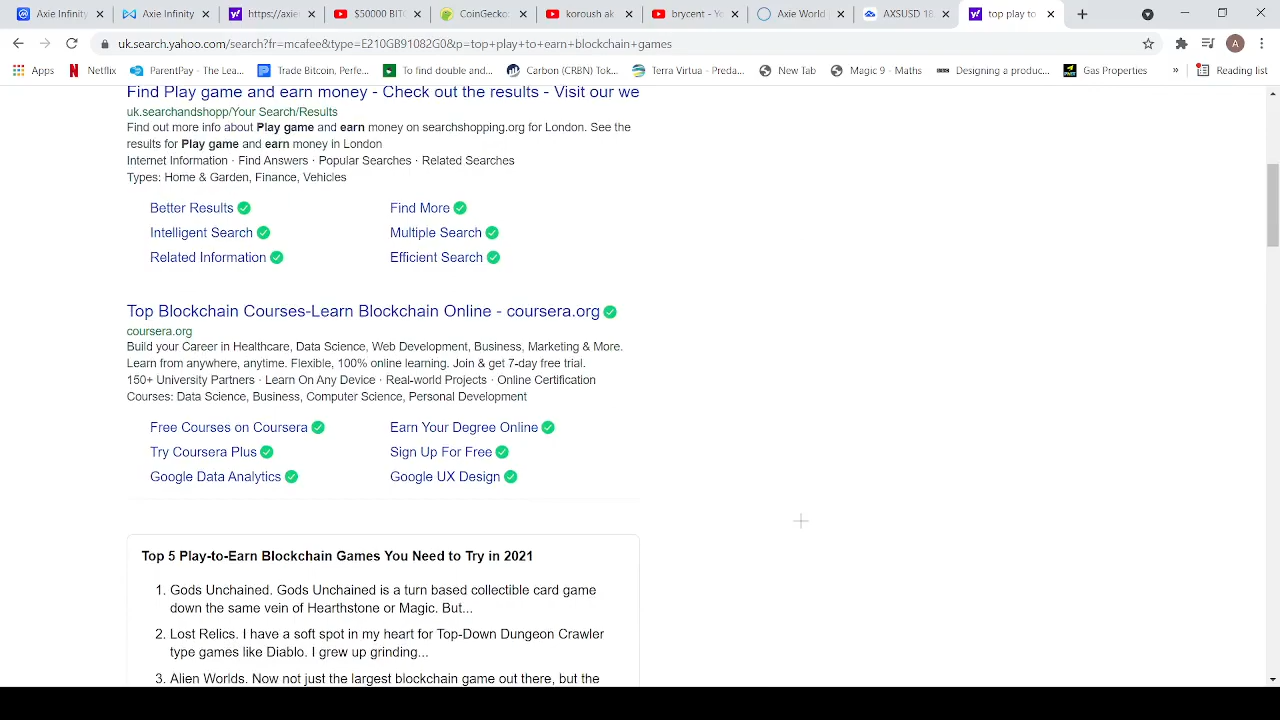 Axie Infinity
Axie Infinity
https://axie
$50000 BIT
CoinGecko
koroush ak
brycent - Yo
Axie World
AXSUSD 18
top play to
uk.search.yahoo.com/search?fr=mcafee&type=E210GB91082G0&p=top+play+to+earn+blockchain+games
A
Apps
Netflix
ParentPay - The Lea...
Trade Bitcoin, Perfe...
To find double and...
Carbon (CRBN) Tok...
Terra Virtua - Preda...
New Tab
Magic 9 - Maths
BBC
Designing a produc...
Gas Properties
»
Reading list
Find Play game and earn money - Check out the results - Visit our we
uk.searchandshopp/Your Search/Results
Find out more info about Play game and earn money on searchshopping.org for London. See the
results for Play game and earn money in London
Internet Information · Find Answers · Popular Searches · Related Searches
Types: Home & Garden, Finance, Vehicles
Better Results
Find More
Intelligent Search
Multiple Search
Related Information
Efficient Search
Top Blockchain Courses-Learn Blockchain Online - coursera.org
coursera.org
Build your Career in Healthcare, Data Science, Web Development, Business, Marketing & More.
Learn from anywhere, anytime. Flexible, 100% online learning. Join & get 7-day free trial.
150+ University Partners · Learn On Any Device · Real-world Projects · Online Certification
Courses: Data Science, Business, Computer Science, Personal Development
Free Courses on Coursera
Earn Your Degree Online
Try Coursera Plus
Sign Up For Free
Google Data Analytics
Google UX Design
Top 5 Play-to-Earn Blockchain Games You Need to Try in 2021
1. Gods Unchained. Gods Unchained is a turn based collectible card game
down the same vein of Hearthstone or Magic. But...
2. Lost Relics. I have a soft spot in my heart for Top-Down Dungeon Crawler
type games like Diablo. I grew up grinding...
3. Alien Worlds. Now not just the largest blockchain game out there, but the